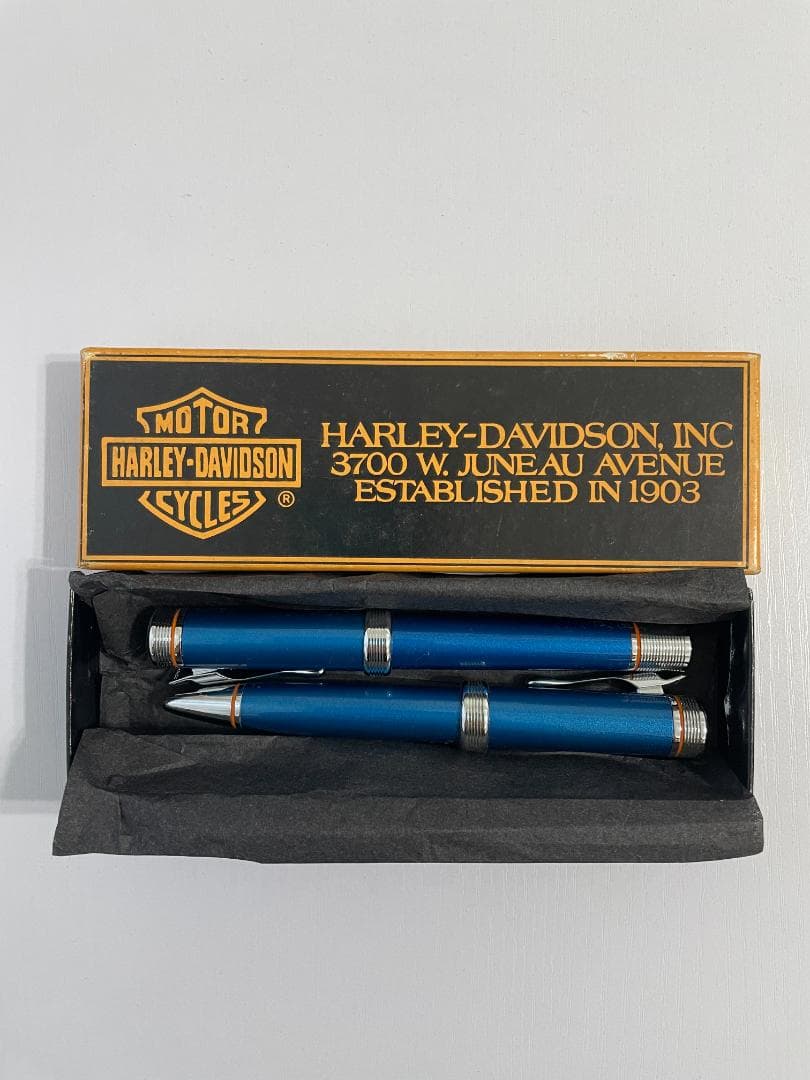 MOTOR
HARLEY-DAVIDSON
CYCLES
®
HARLEY-DAVIDSON, INC
3700 W. JUNEAU AVENUE
ESTABLISHED IN 1903